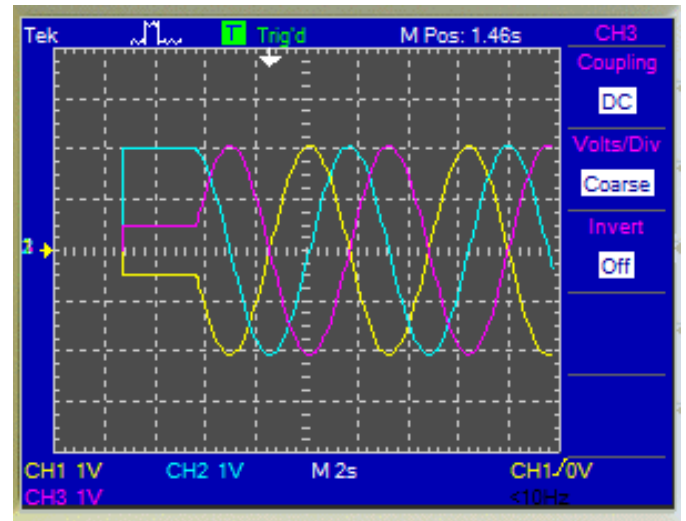 Tek T Trig'd M Pos: 1.46s CH3
Coupling
DC
Volts/Div
Coarse
Invert
Off
CH1 1V CH2 1V M 2s CH1/0V
CH3 1V <10Hz